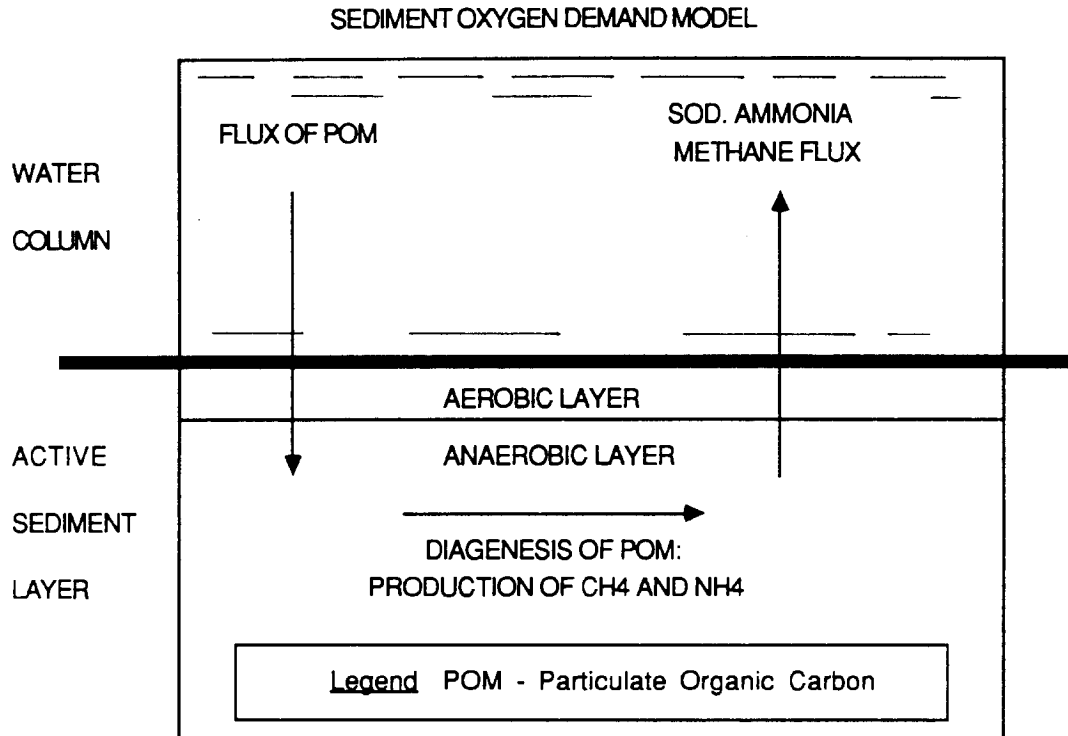 SEDIMENT OXYGEN DEMAND MODEL
FLUX OF POM
SOD. AMMONIA
METHANE FLUX
WATER
COLUMN
AEROBIC LAYER
ACTIVE
SEDIMENT
LAYER
ANAEROBIC LAYER
DIAGENESIS OF POM:
PRODUCTION OF CH4 AND NH4
Legend POM - Particulate Organic Carbon